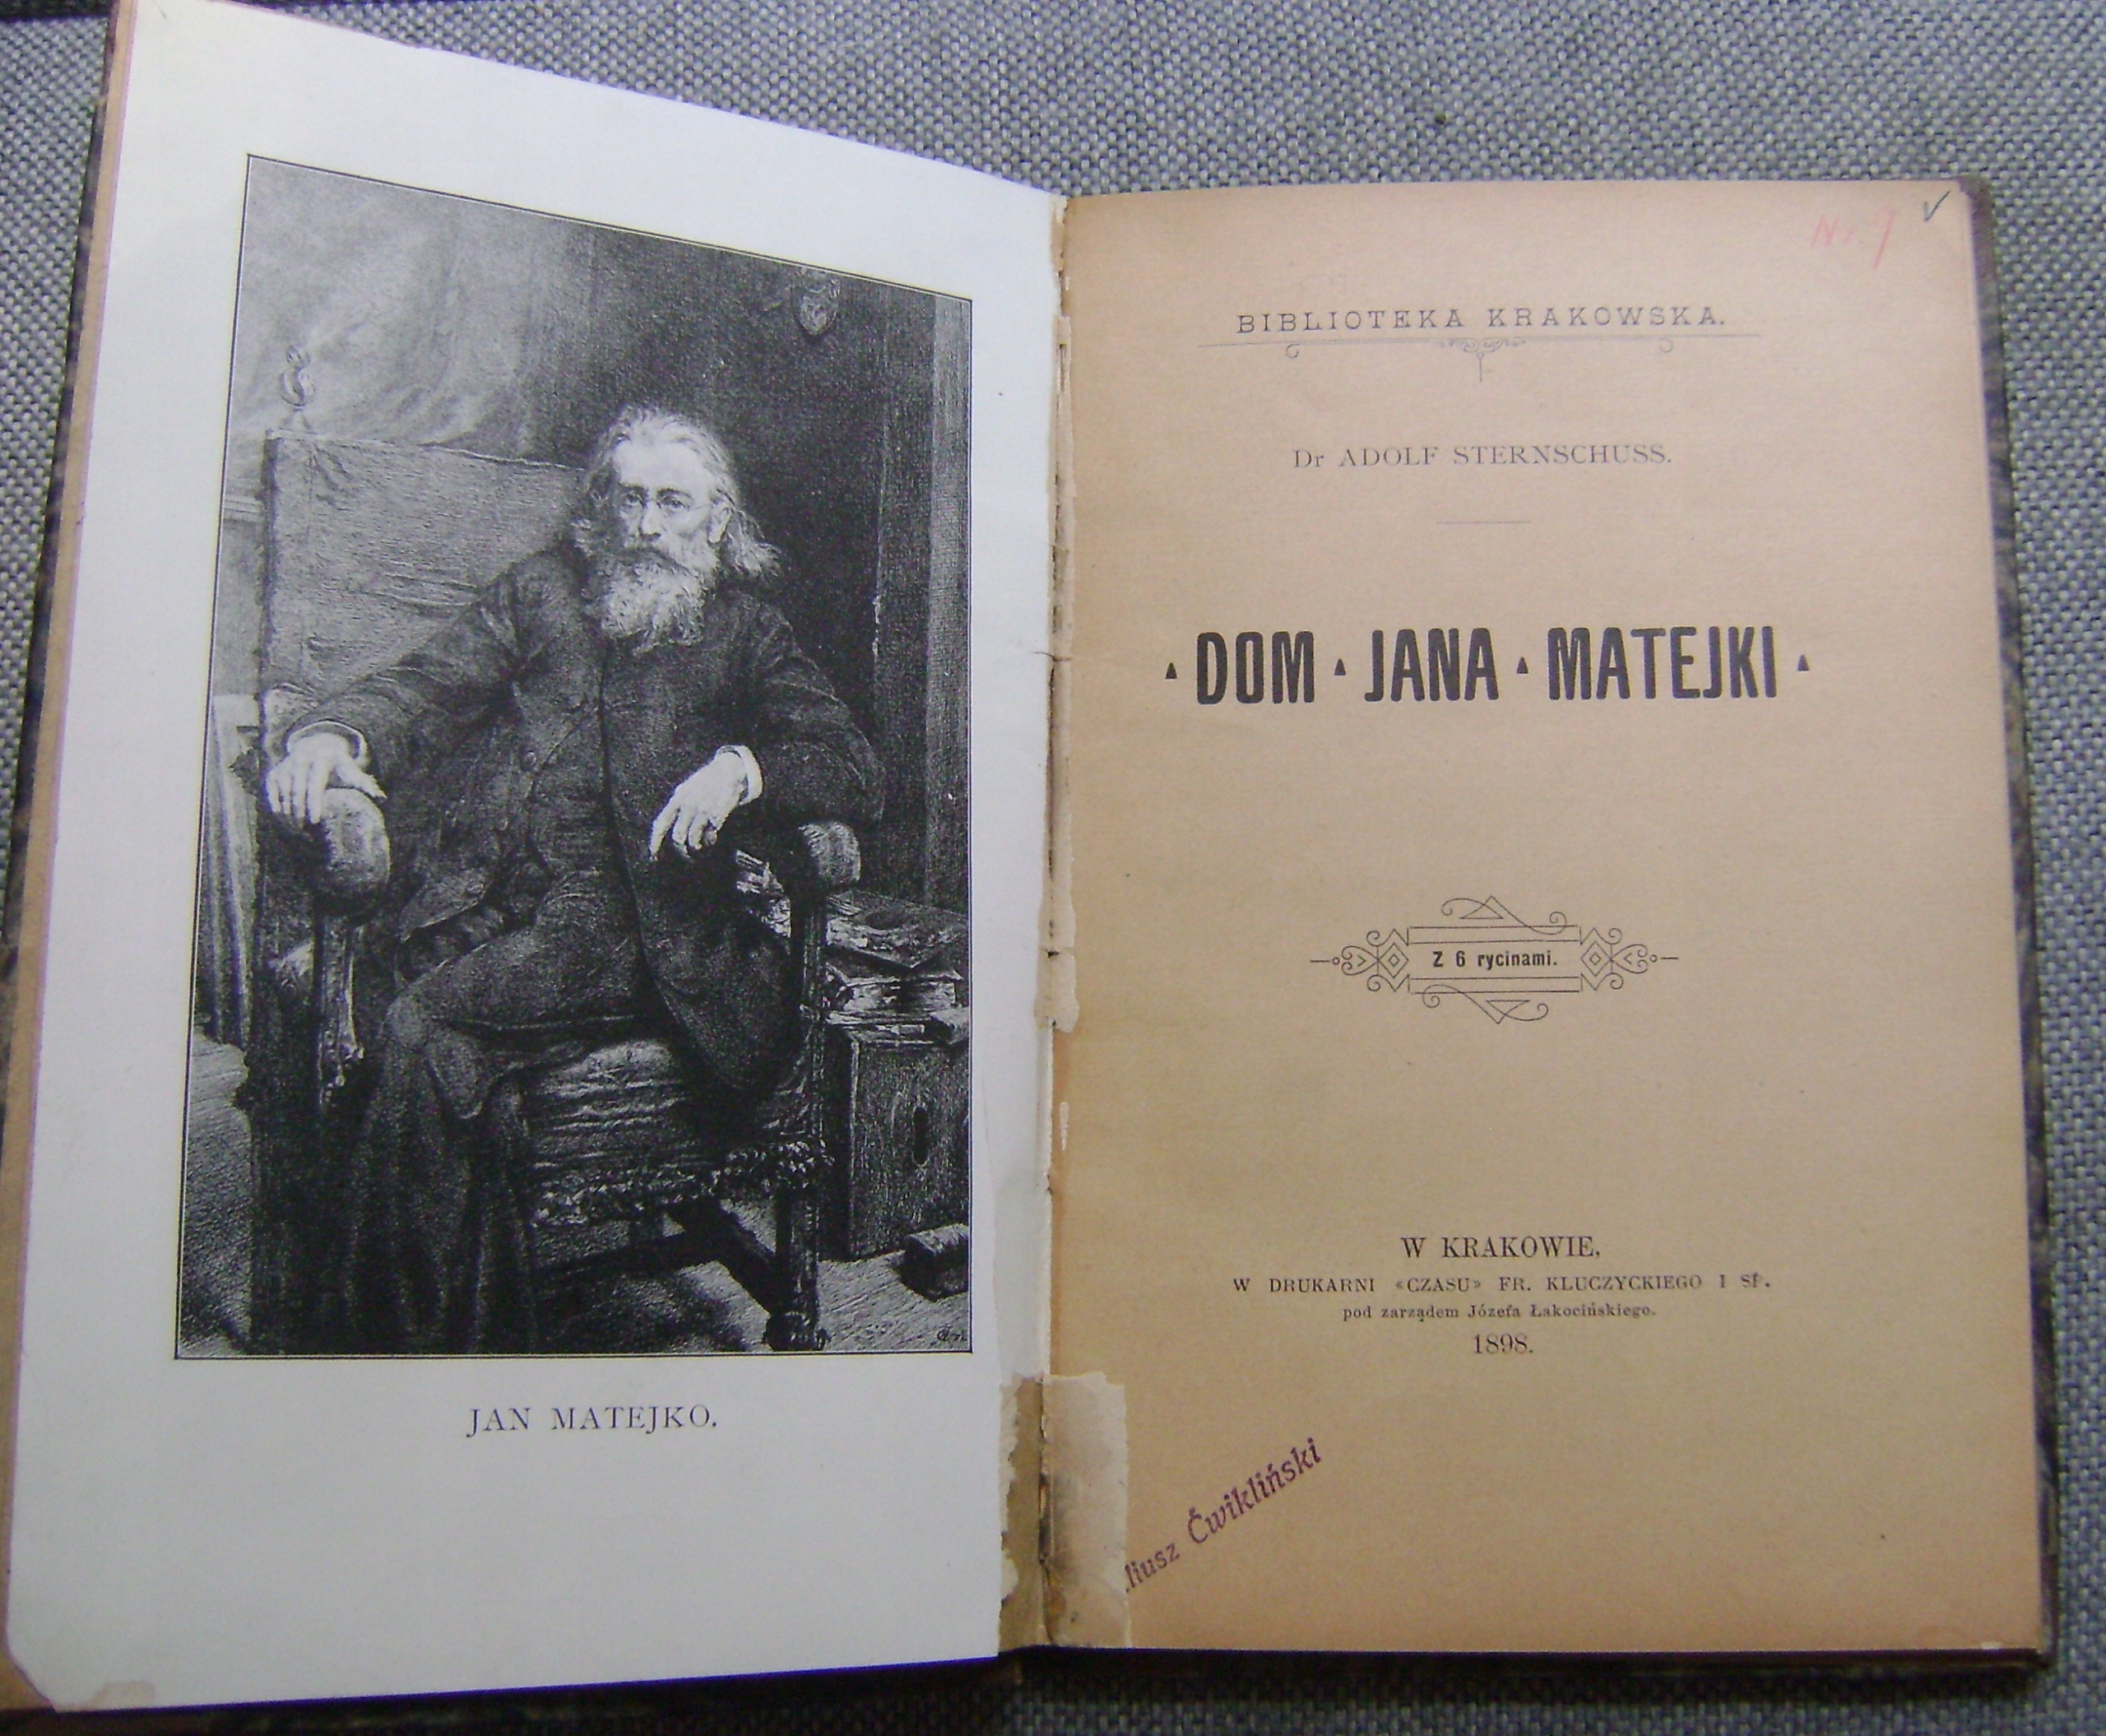 JAN MATEJKO.
BIBLIOTEKA KRAKOWSKA.
Dr ADOLF STERNSCHUSS.
DOM JANA MATEJKI
Z 6 rycinami.
W KRAKOWIE,
W DRUKARNI «CZASU» FR. KLUCZYCKIEGO I SP.
pod zarządem Józefa Łakocińskiego.
1898.
liusz Ćwikliński